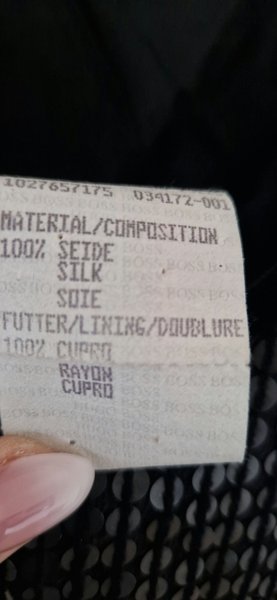 1027657175 034172-001
MATERIAL/COMPOSITION
100% SEIDE
SILK
SOIE
FUTTER/LINING/DOUBLURE
100% CUPRO
RAYON
CUPRO